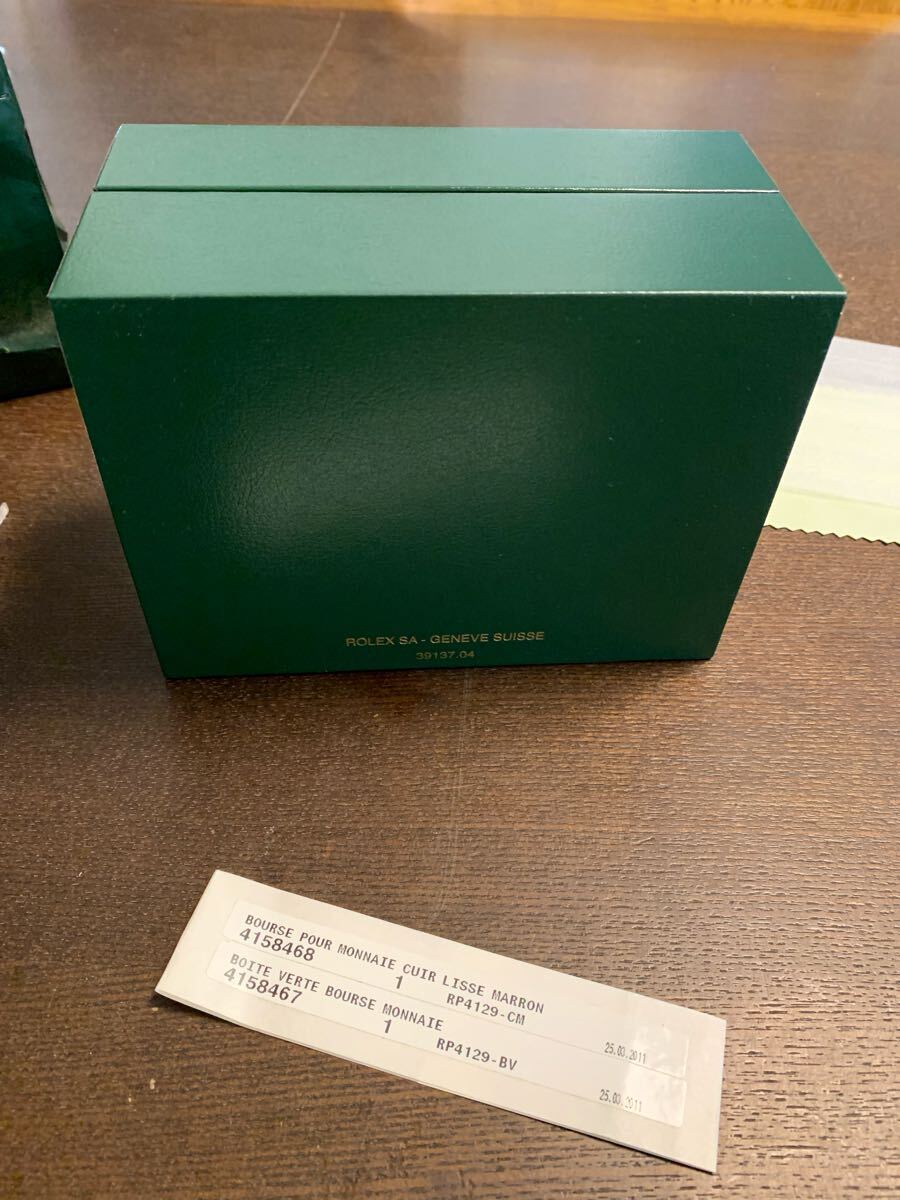 ROLEX SA - GENEVE SUISSE
39137.04
BOURSE POUR MONNAIE CUIR LISSE MARRON
4158468 1 RP4129-CM
25.03.2011
BOITE VERTE BOURSE MONNAIE
4158467 1 RP4129-BV
25.03.2011